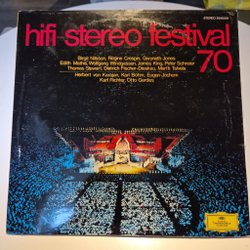 STEREO
hifi-stereo festival
70
Birgit Nilsson, Régine Crespin, Gwyneth Jones
Edith Mathis, Wolfgang Windgassen, James King, Peter Schreier
Thomas Stewart, Dietrich Fischer-Dieskau, Martti Talvela
Herbert von Karajan, Karl Böhm, Eugen Jochum
Karl Richter, Otto Gerdes